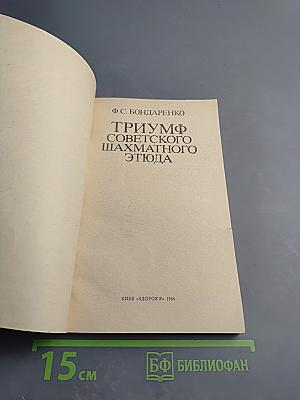 Ф. С. БОНДАРЕНКО
ТРИУМФ
СОВЕТСКОГО
ШАХМАТНОГО
ЭТЮДА
КИЕВ «ЗДОРОВ'Я» 1984
15 см
БФ БИБЛИОФАН